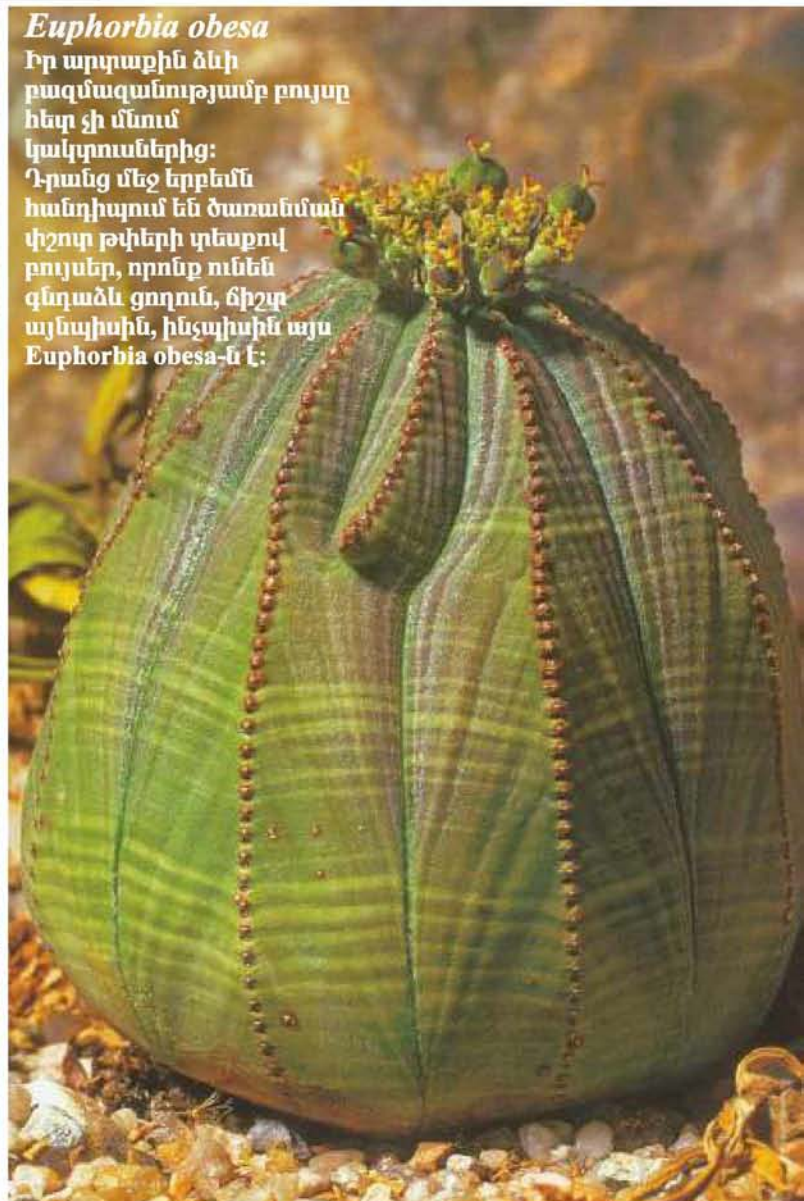 Euphorbia obesa
Իր արտաքին ձևի
բազմազանությամբ բույսը
հետ չի մնում
կակտուսներից:
Դրանց մեջ երբեմն
հանդիպում են ծառանման
փշոտ թփերի տեսքով
բույսեր, որոնք ունեն
գնդաձև ցողուն, ճիշտ
այնպիսին, ինչպիսին այս
Euphorbia obesa-ն է: